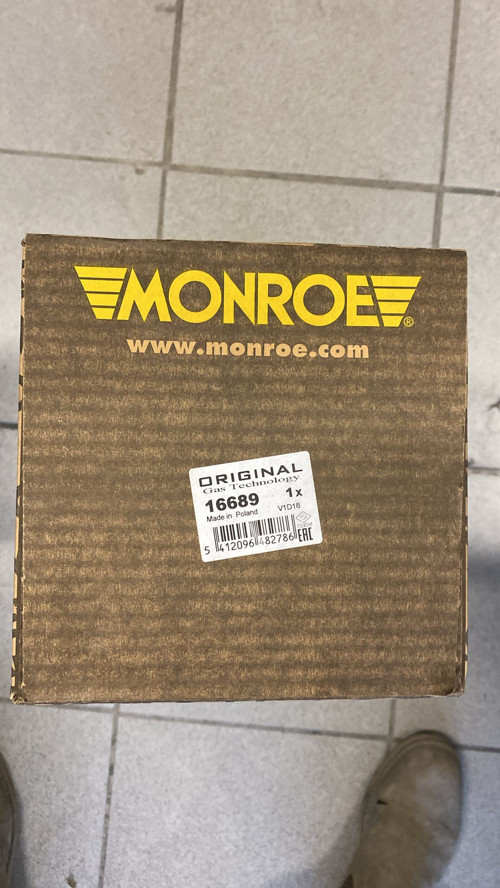 MONROE®
www.monroe.com
ORIGINAL
Gas Technology
16689 1x
Made in Poland V1D18
5 412096 482786 EAC